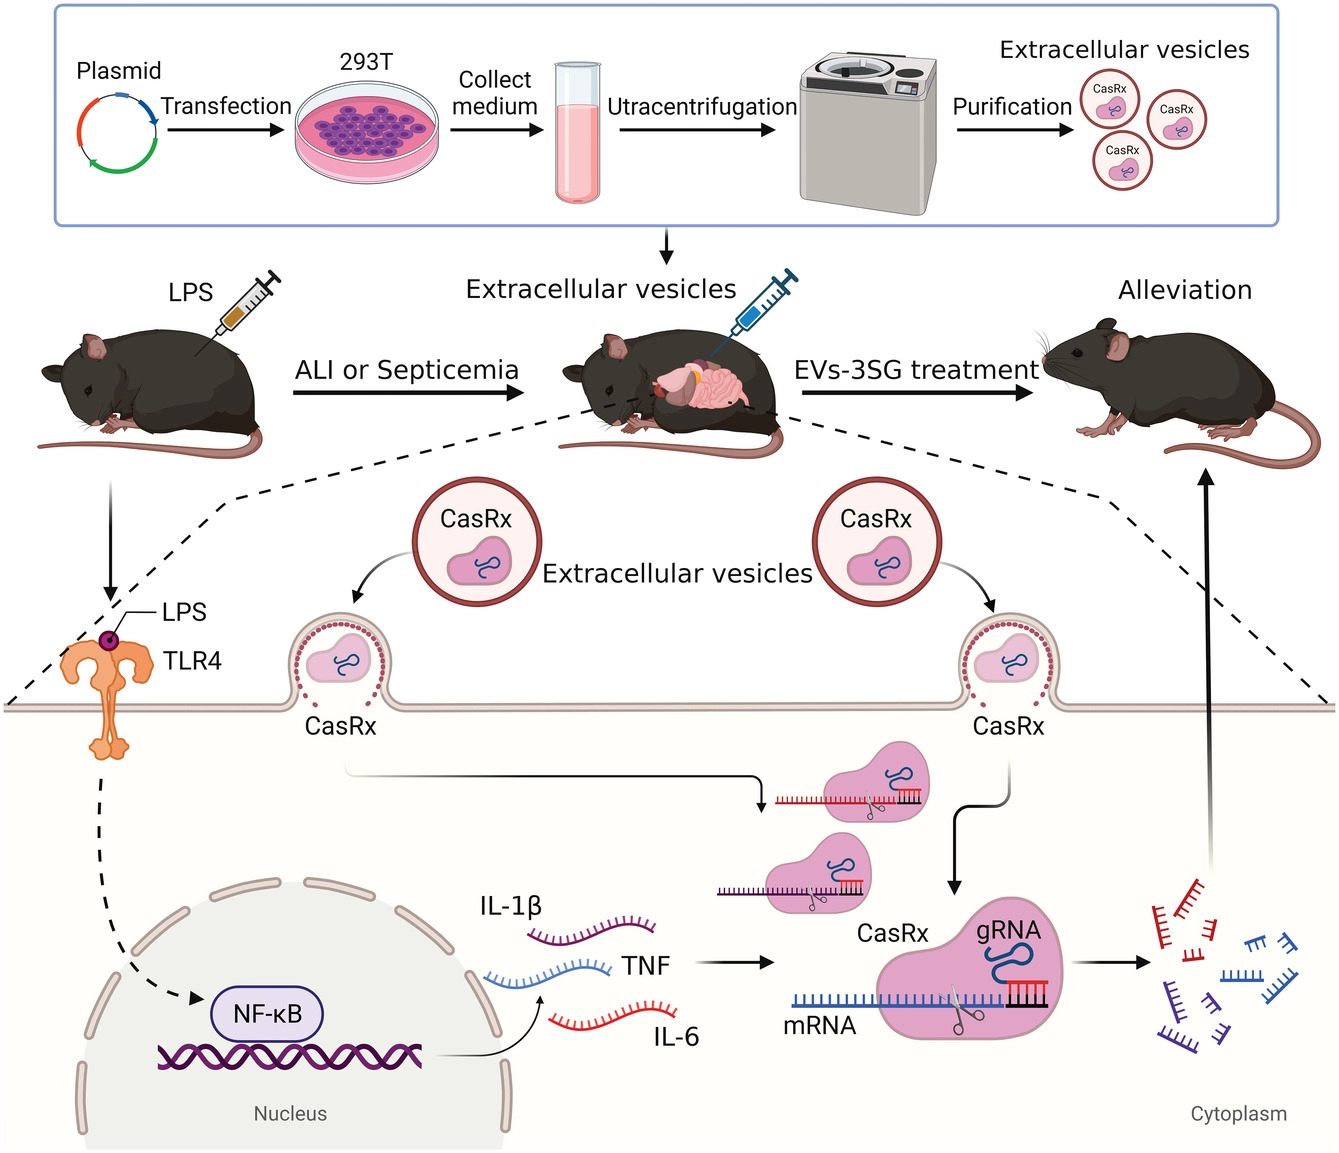 Plasmid
Transfection
293T
Collect
medium
Utracentrifugation
Purification
Extracellular vesicles
CasRx
CasRx
CasRx
LPS
Extracellular vesicles
Alleviation
ALI or Septicemia
EVs-3SG treatment
CasRx
CasRx
Extracellular vesicles
LPS
TLR4
CasRx
CasRx
IL-1β
TNF
IL-6
CasRx
gRNA
mRNA
NF-κB
Nucleus
Cytoplasm